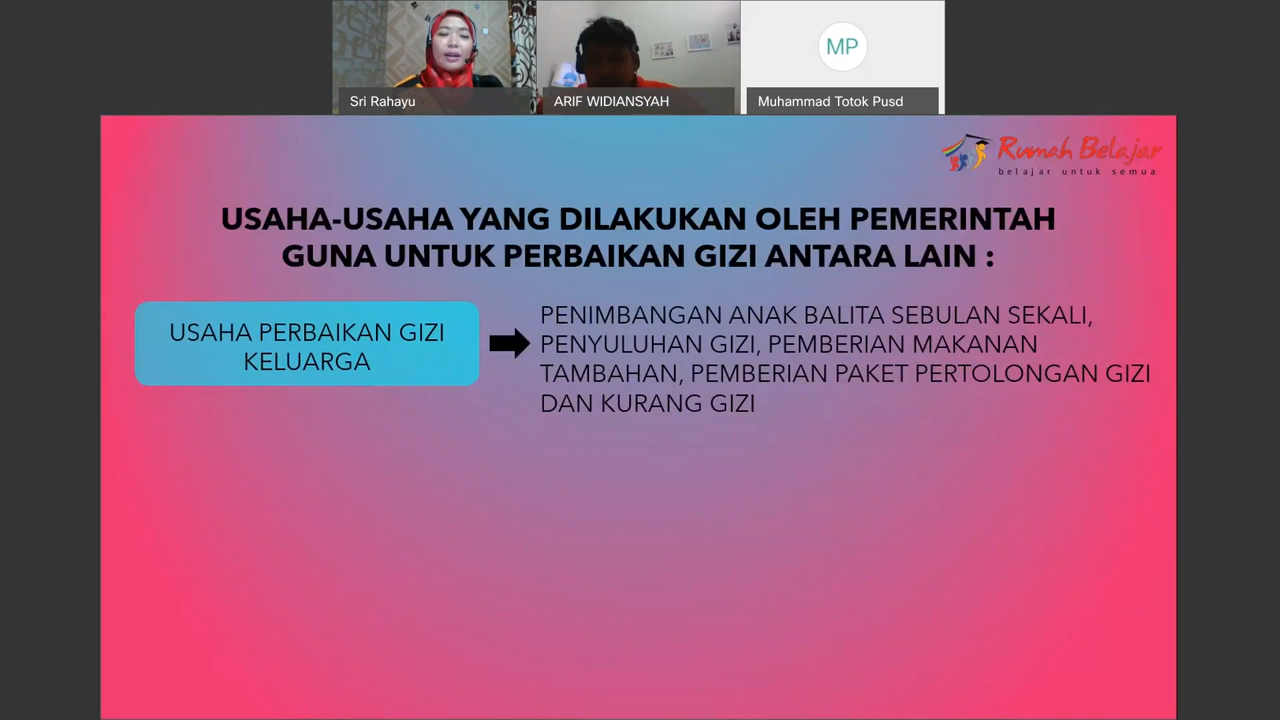 Sri Rahayu
ARIF WIDIANSYAH
MP
Muhammad Totok Pusd
Rumah Belajar
belajar untuk semua
USAHA-USAHA YANG DILAKUKAN OLEH PEMERINTAH
GUNA UNTUK PERBAIKAN GIZI ANTARA LAIN :
USAHA PERBAIKAN GIZI
KELUARGA
PENIMBANGAN ANAK BALITA SEBULAN SEKALI,
PENYULUHAN GIZI, PEMBERIAN MAKANAN
TAMBAHAN, PEMBERIAN PAKET PERTOLONGAN GIZI
DAN KURANG GIZI